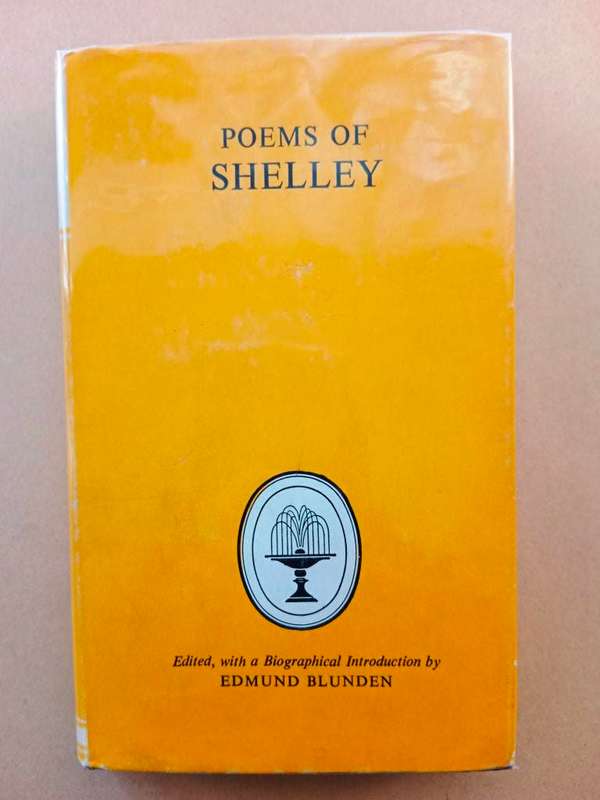 POEMS OF
SHELLEY
Edited, with a Biographical Introduction by
EDMUND BLUNDEN